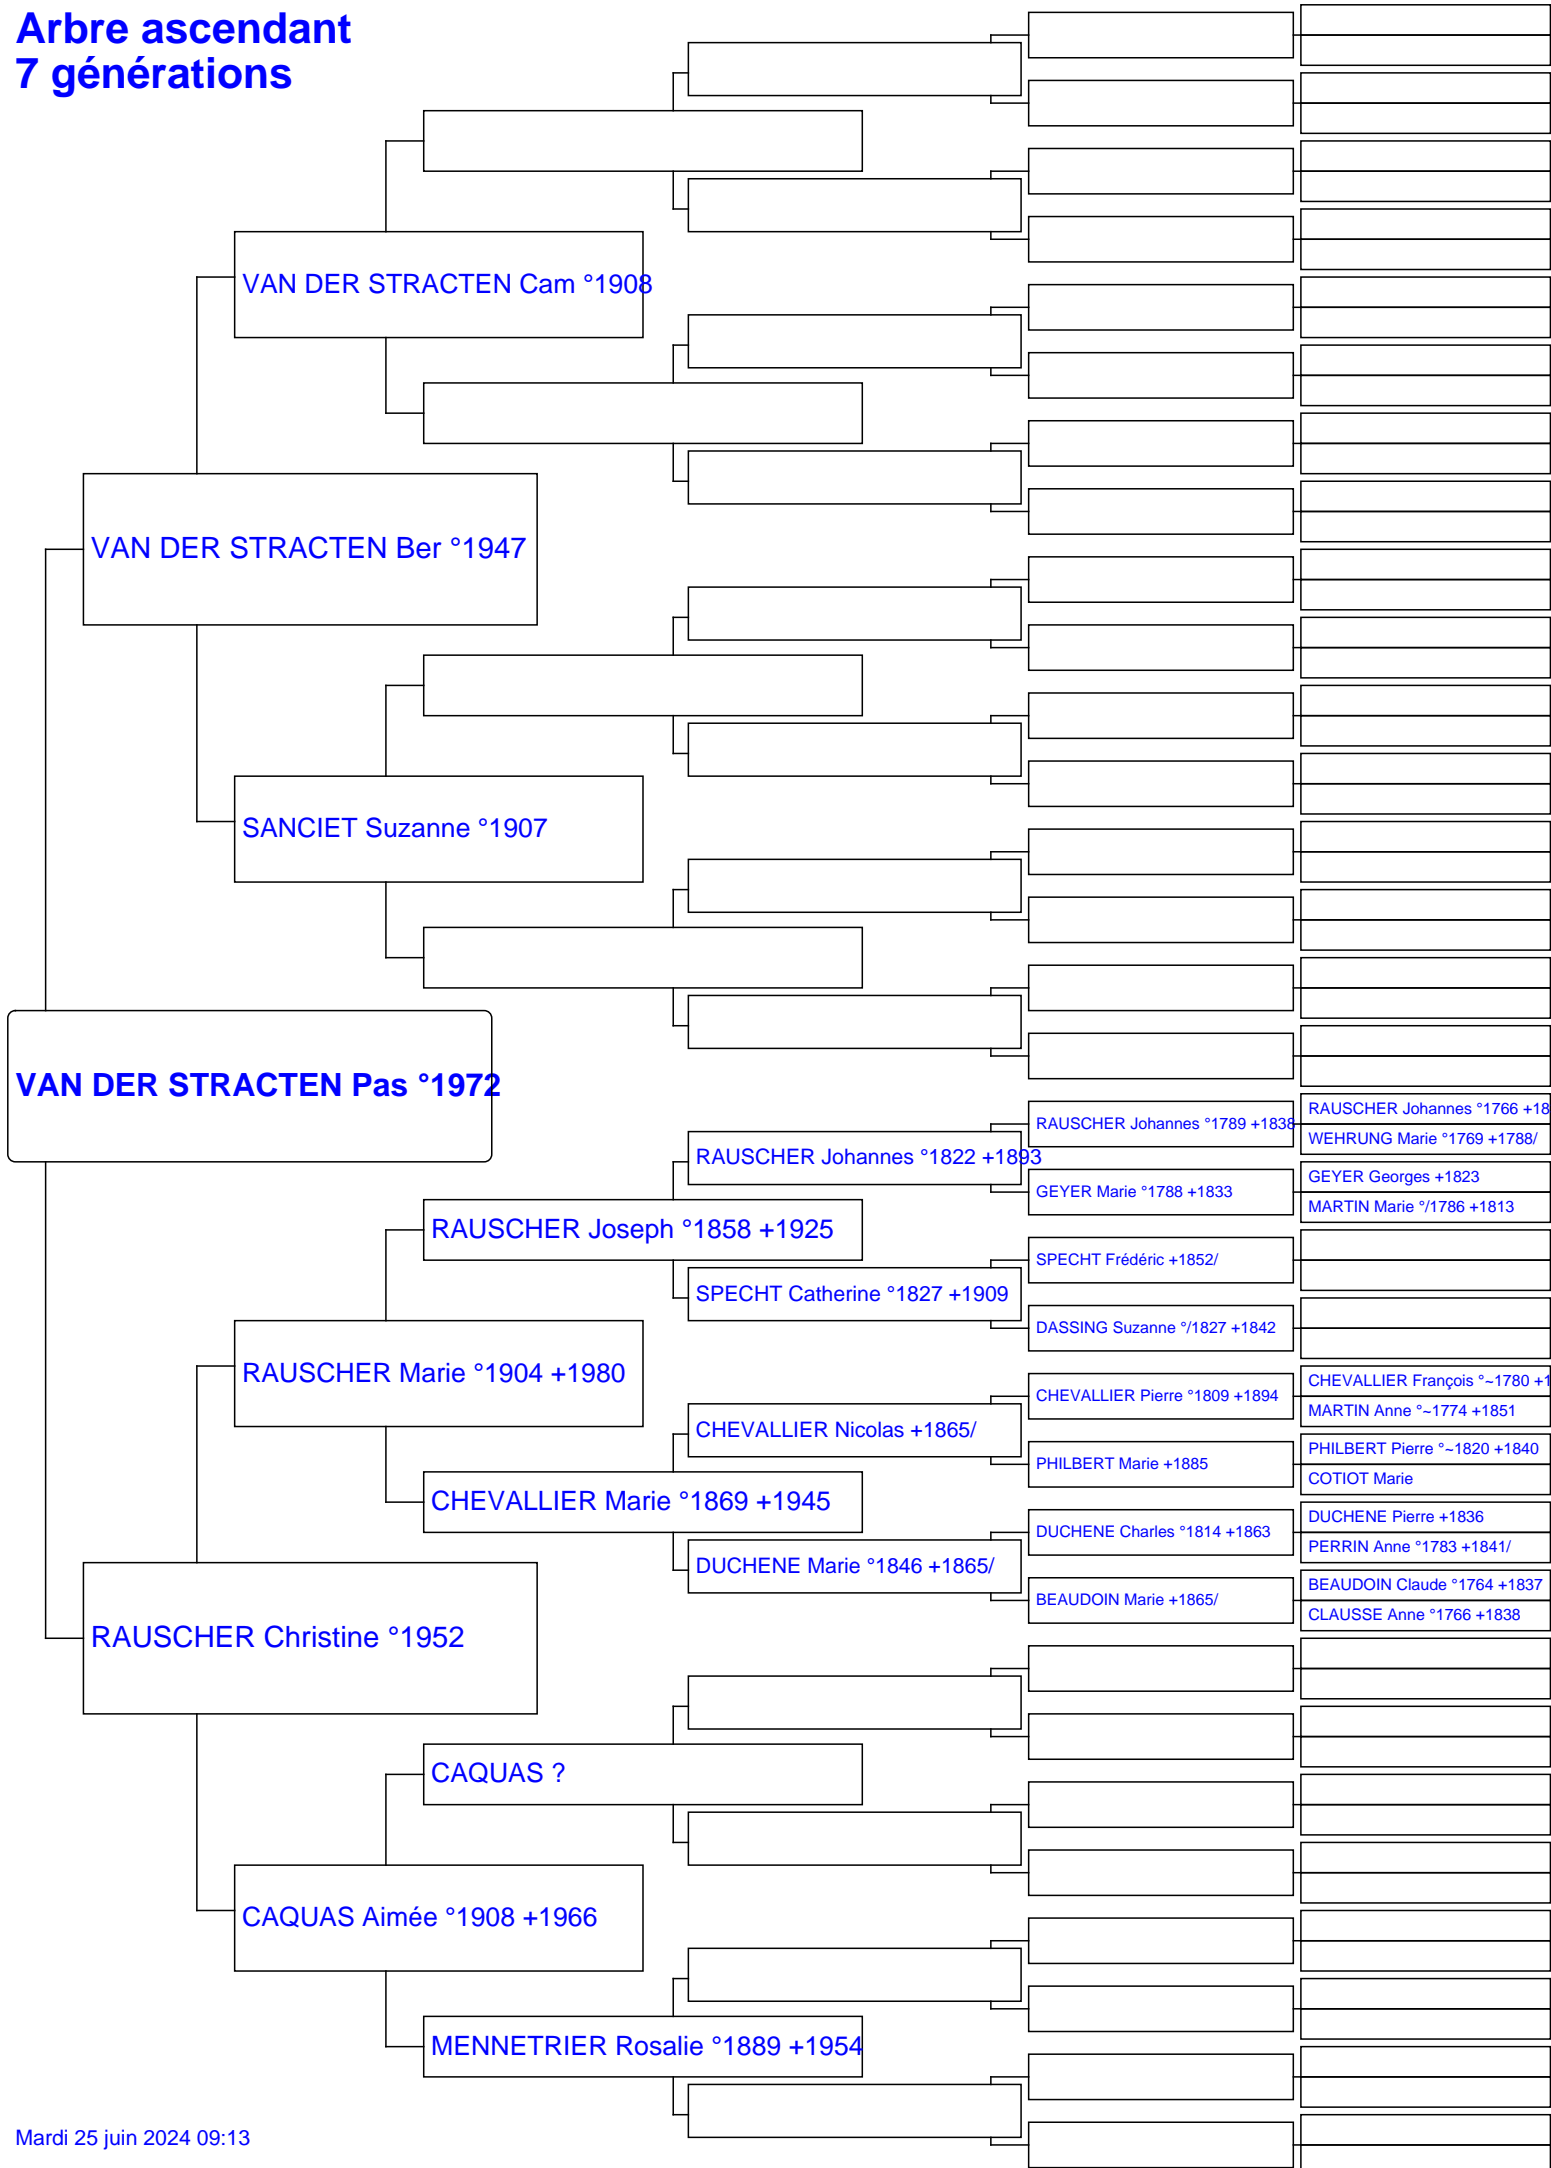 Arbre ascendant
7 générations
VAN DER STRACTEN Cam °1908
VAN DER STRACTEN Ber °1947
SANCIET Suzanne °1907
VAN DER STRACTEN Pas °1972
RAUSCHER Johannes °1766 +18
RAUSCHER Johannes °1789 +1838
WEHRUNG Marie °1769 +1788/
RAUSCHER Johannes °1822 +1893
GEYER Georges +1823
GEYER Marie °1788 +1833
MARTIN Marie °/1786 +1813
RAUSCHER Joseph °1858 +1925
SPECHT Frédéric +1852/
SPECHT Catherine °1827 +1909
DASSING Suzanne °/1827 +1842
RAUSCHER Marie °1904 +1980
CHEVALLIER François °~1780 +1
CHEVALLIER Pierre °1809 +1894
MARTIN Anne °~1774 +1851
CHEVALLIER Nicolas +1865/
PHILBERT Pierre °~1820 +1840
PHILBERT Marie +1885
COTIOT Marie
CHEVALLIER Marie °1869 +1945
DUCHENE Pierre +1836
DUCHENE Charles °1814 +1863
PERRIN Anne °1783 +1841/
DUCHENE Marie °1846 +1865/
BEAUDOIN Claude °1764 +1837
BEAUDOIN Marie +1865/
CLAUSSE Anne °1766 +1838
RAUSCHER Christine °1952
CAQUAS ?
CAQUAS Aimée °1908 +1966
MENNETRIER Rosalie °1889 +1954
Mardi 25 juin 2024 09:13